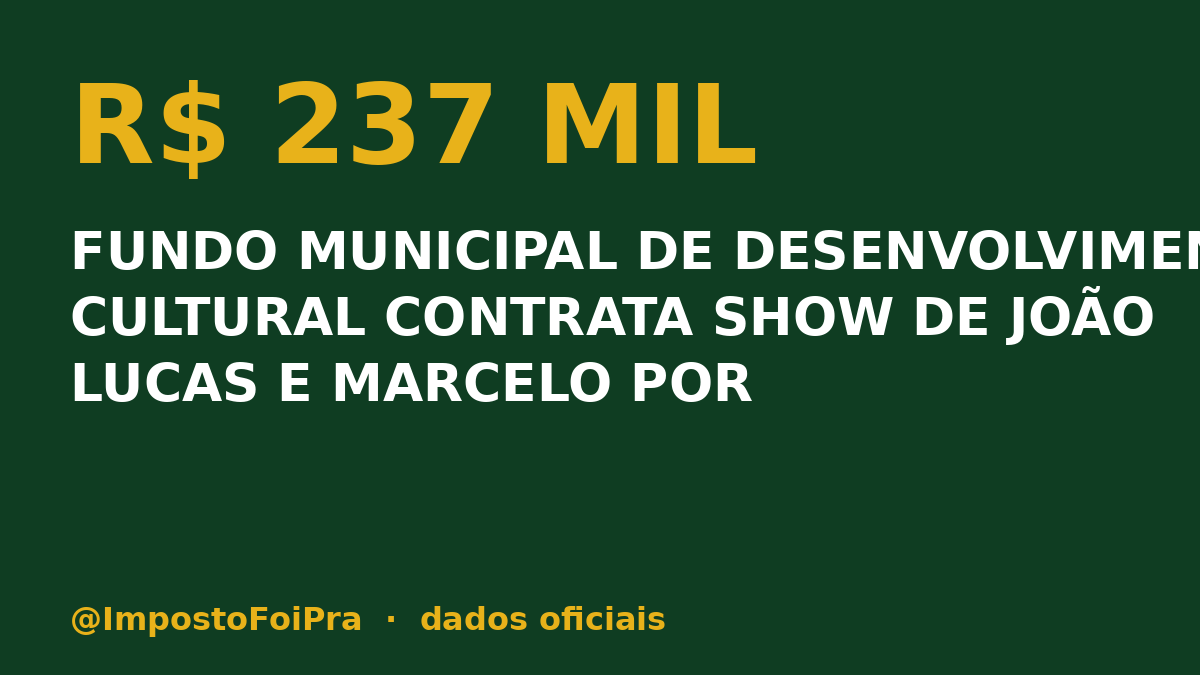 R$ 237 MIL
FUNDO MUNICIPAL DE DESENVOLVIMEN
CULTURAL CONTRATA SHOW DE JOÃO
LUCAS E MARCELO POR
@ImpostoFoiPra · dados oficiais